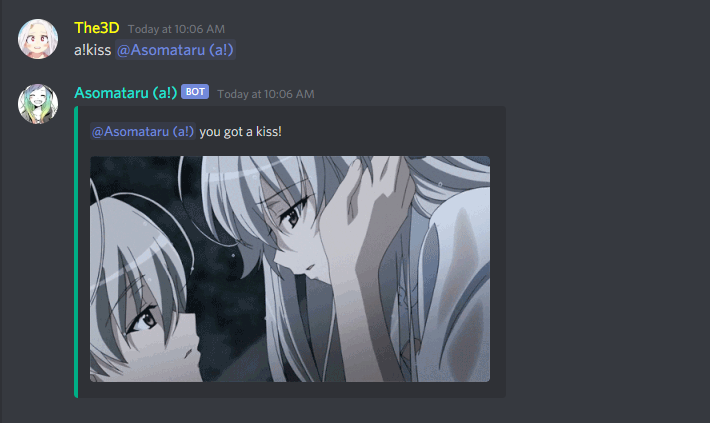 The3D Today at 10:06 AM
a!kiss @Asomataru (a!)
Asomataru (a!) BOT Today at 10:06 AM
@Asomataru (a!) you got a kiss!